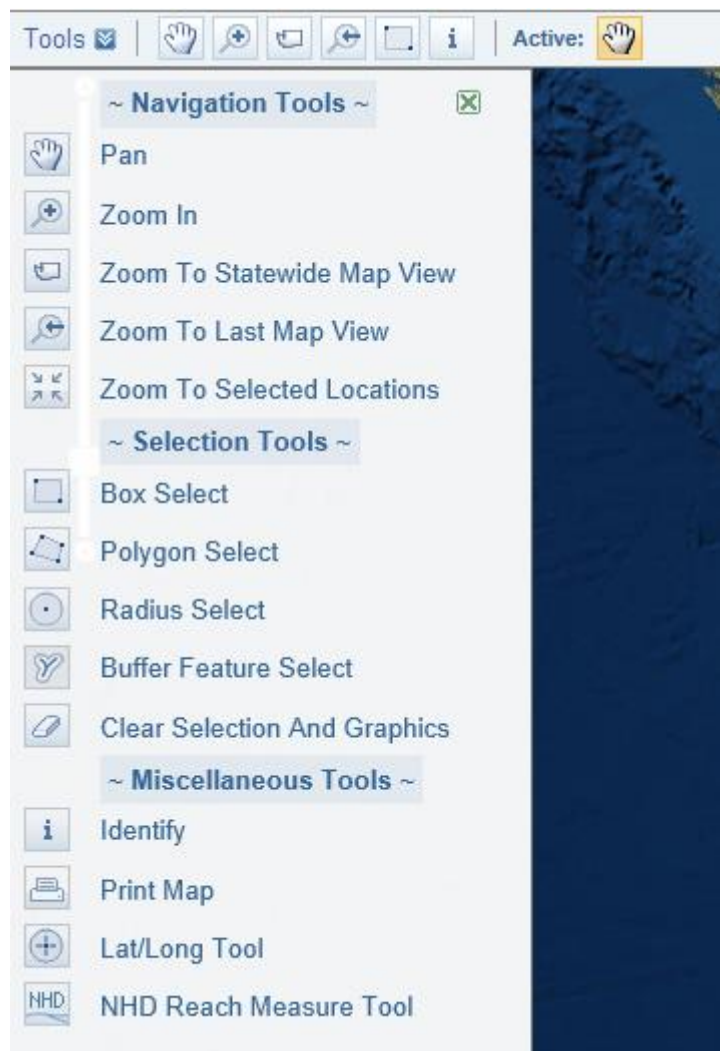 Tools i Active:
~ Navigation Tools ~
Pan
Zoom In
Zoom To Statewide Map View
Zoom To Last Map View
Zoom To Selected Locations
~ Selection Tools ~
Box Select
Polygon Select
Radius Select
Buffer Feature Select
Clear Selection And Graphics
~ Miscellaneous Tools ~
i Identify
Print Map
Lat/Long Tool
NHD NHD Reach Measure Tool